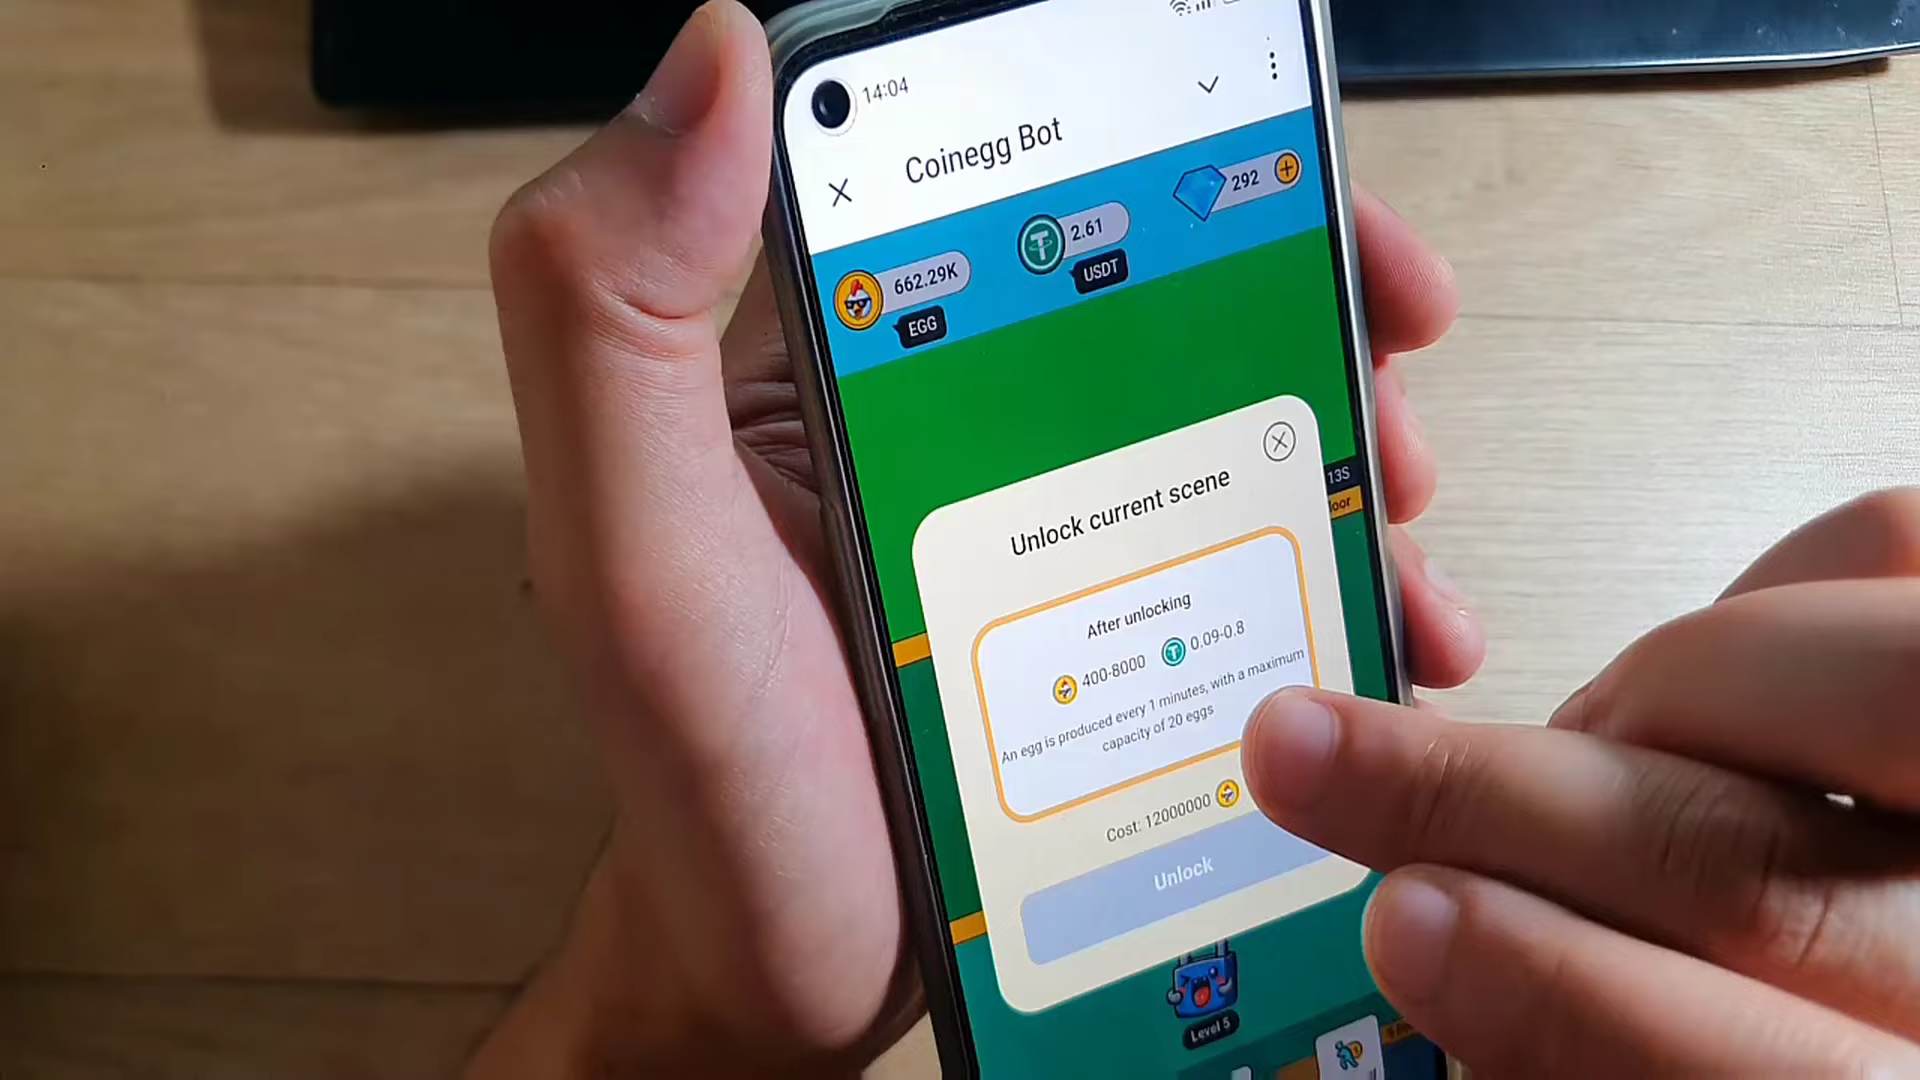 14:04
Coinegg Bot
662.29K
EGG
2.61
USDT
292
13S
loor
Unlock current scene
After unlocking
400-8000 0.09-0.8
An egg is produced every 1 minutes, with a maximum
capacity of 20 eggs
Cost: 12000000
Unlock
Level 5